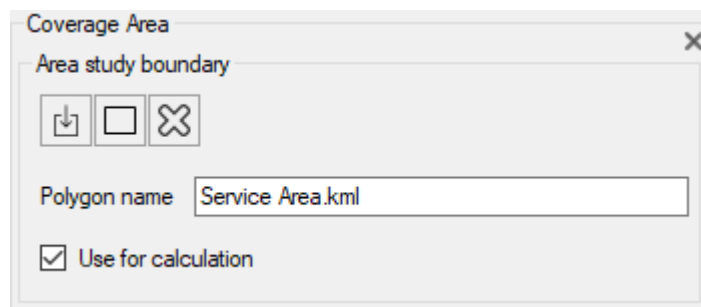 Coverage Area
Area study boundary
Polygon name Service Area.kml
Use for calculation